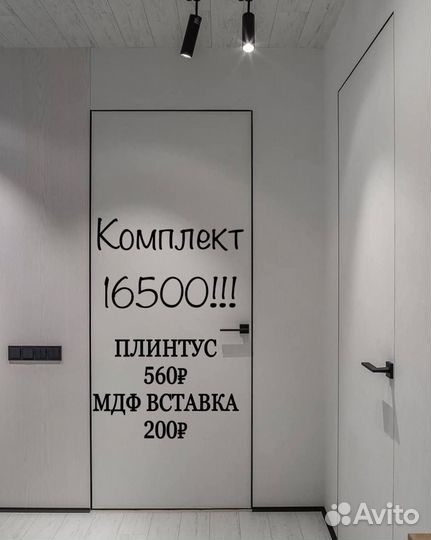 Комплект
16500!!!
ПЛИНТУС
560₽
МДФ ВСТАВКА
200₽
Avito